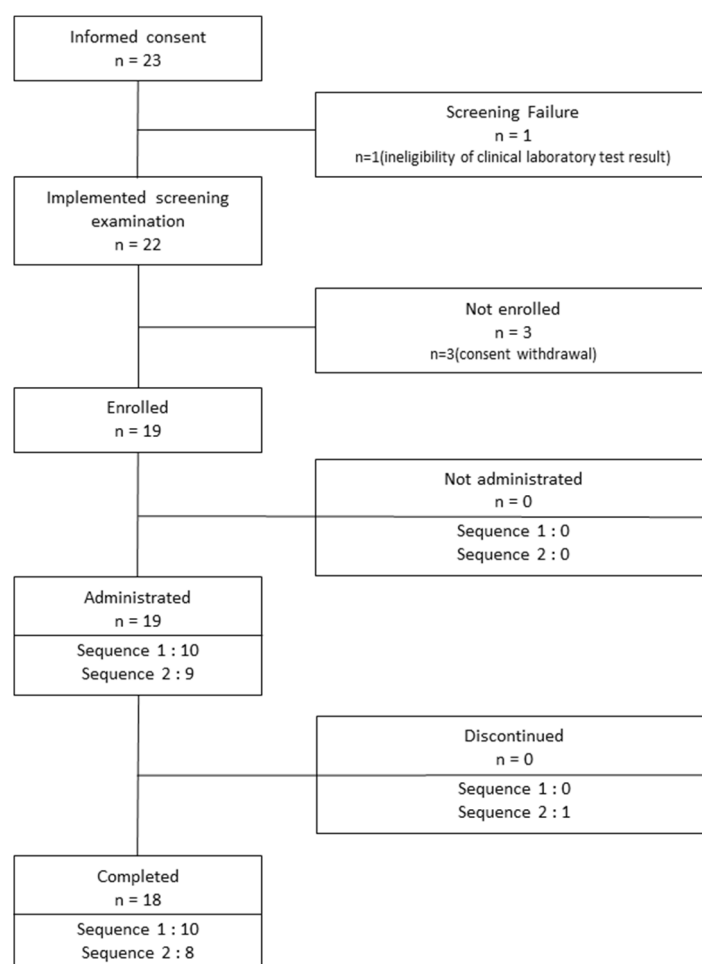 Informed consent
n = 23
Screening Failure
n = 1
n=1(ineligibility of clinical laboratory test result)
Implemented screening
examination
n = 22
Not enrolled
n = 3
n=3(consent withdrawal)
Enrolled
n = 19
Not administrated
n = 0
Sequence 1 : 0
Sequence 2 : 0
Administrated
n = 19
Sequence 1 : 10
Sequence 2 : 9
Discontinued
n = 0
Sequence 1 : 0
Sequence 2 : 1
Completed
n = 18
Sequence 1 : 10
Sequence 2 : 8